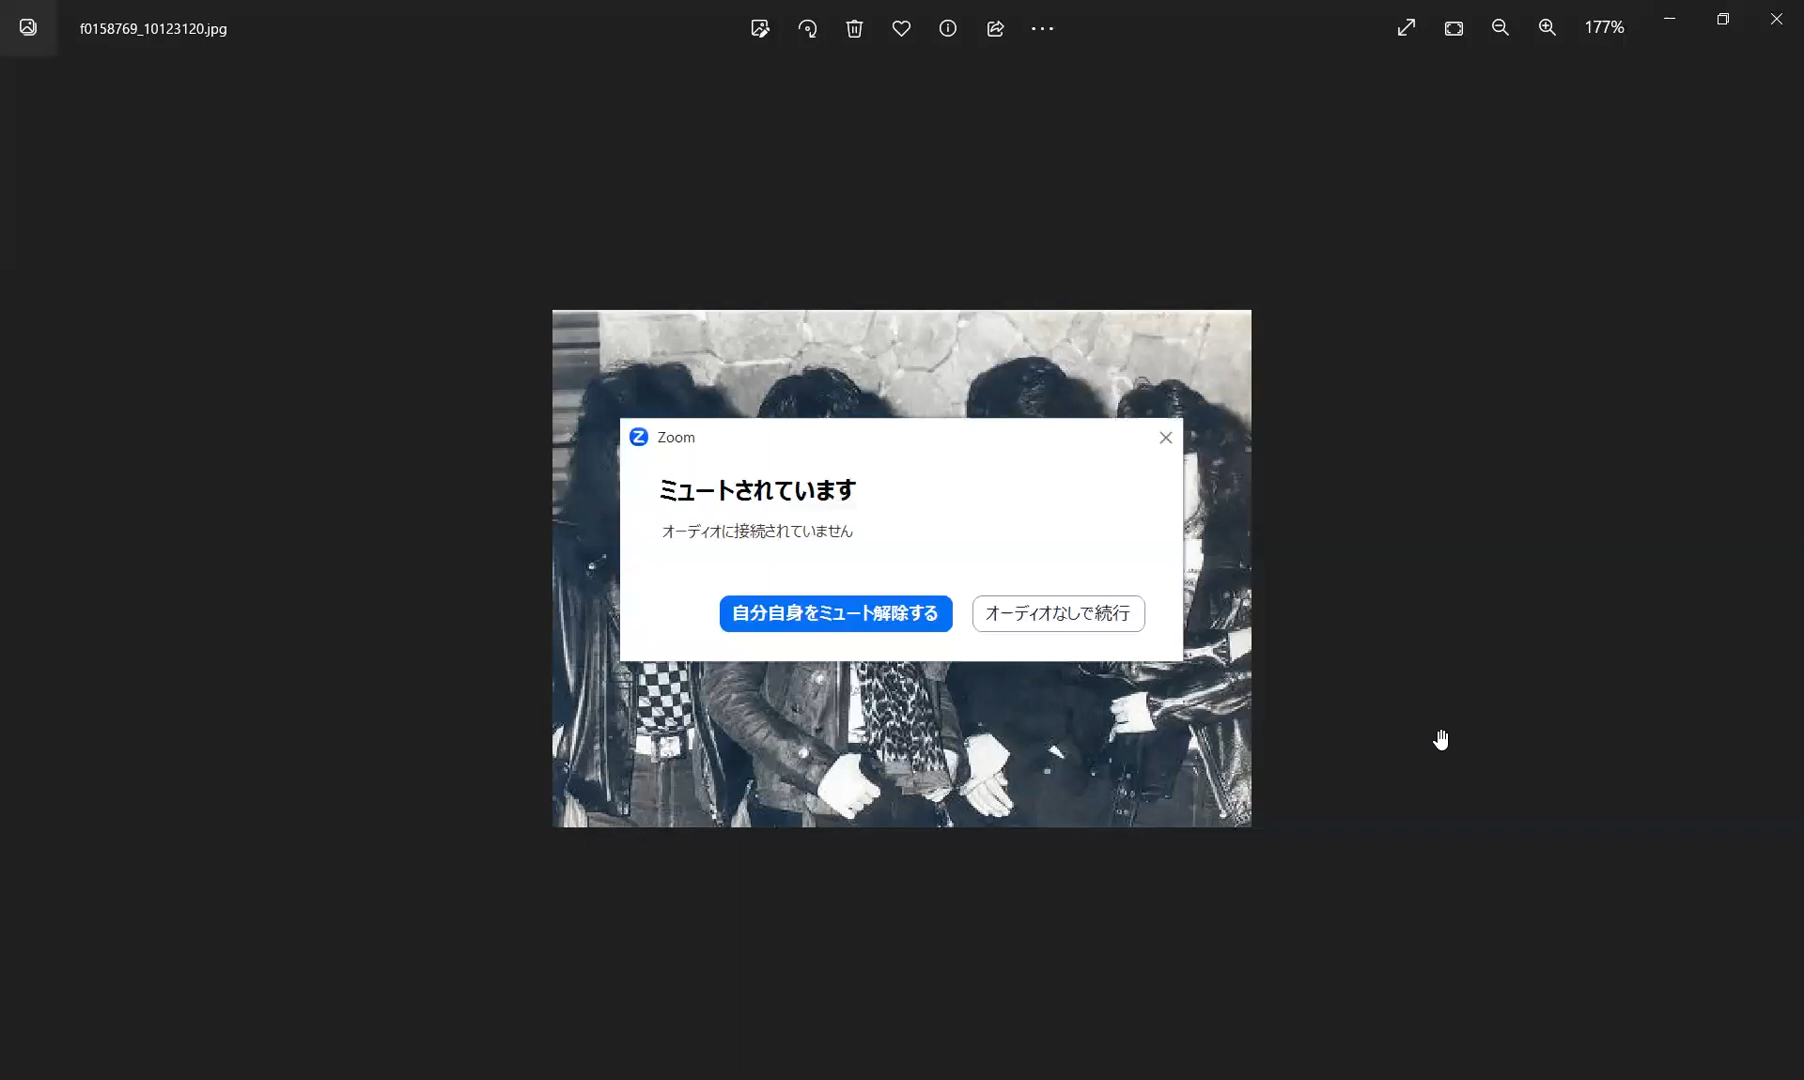 f0158769_10123120.jpg
177%
Zoom
ミュートされています
オーディオに接続されていません
自分自身をミュート解除する
オーディオなしで続行